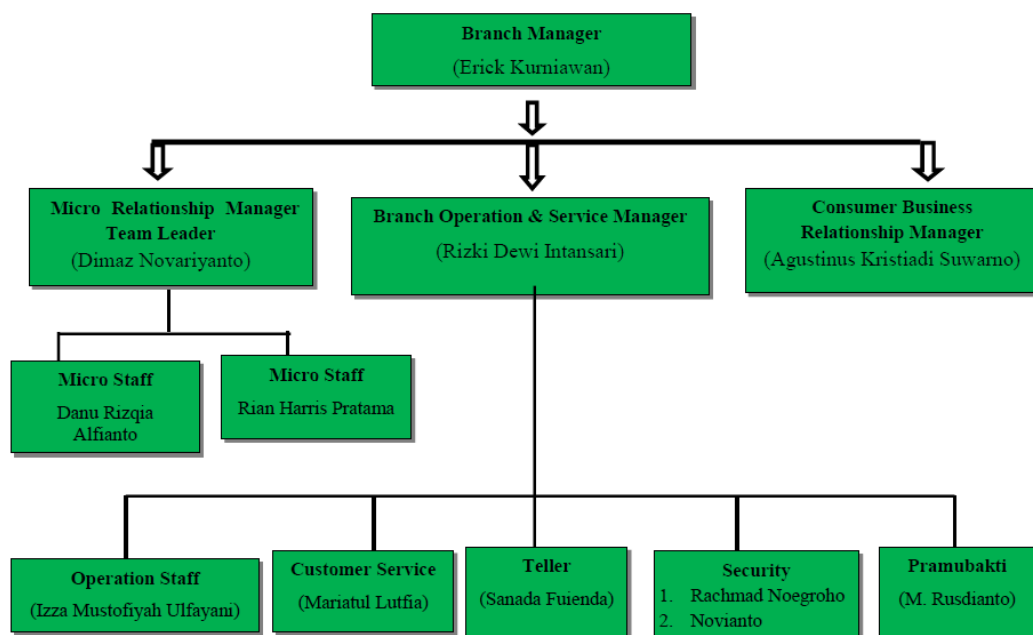 Branch Manager
(Erick Kurniawan)
Micro Relationship Manager
Team Leader
(Dimaz Novariyanto)
Branch Operation & Service Manager
(Rizki Dewi Intansari)
Consumer Business
Relationship Manager
(Agustinus Kristiadi Suwarno)
Micro Staff
Danu Rizqia
Alfianto
Micro Staff
Rian Harris Pratama
Operation Staff
(Izza Mustofiyah Ulfayani)
Customer Service
(Mariatul Lutfia)
Teller
(Sanada Fuienda)
Security
1. Rachmad Noegroho
2. Novianto
Pramubakti
(M. Rusdianto)